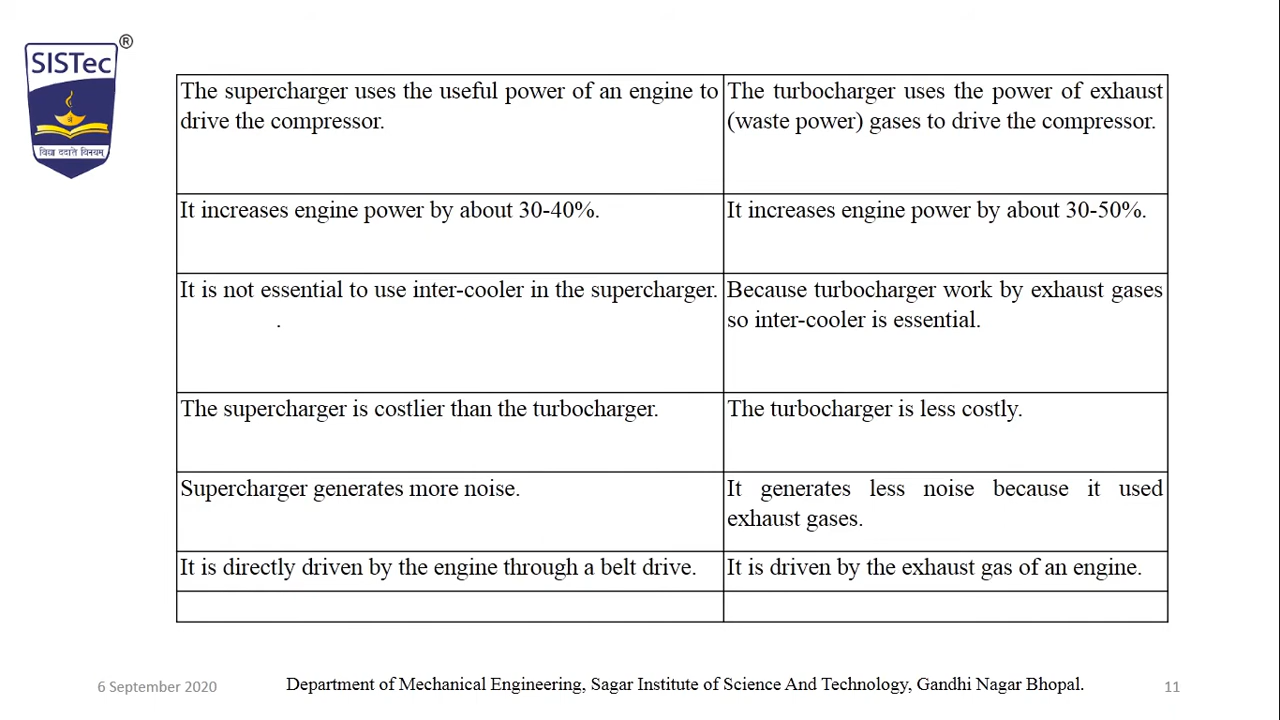 ®
SISTec
विद्या ददाति विनयम्
The supercharger uses the useful power of an engine to
drive the compressor.
The turbocharger uses the power of exhaust
(waste power) gases to drive the compressor.
It increases engine power by about 30-40%.
It increases engine power by about 30-50%.
It is not essential to use inter-cooler in the supercharger.
.
Because turbocharger work by exhaust gases
so inter-cooler is essential.
The supercharger is costlier than the turbocharger.
The turbocharger is less costly.
Supercharger generates more noise.
It generates less noise because it used
exhaust gases.
It is directly driven by the engine through a belt drive.
It is driven by the exhaust gas of an engine.
6 September 2020
Department of Mechanical Engineering, Sagar Institute of Science And Technology, Gandhi Nagar Bhopal.
11